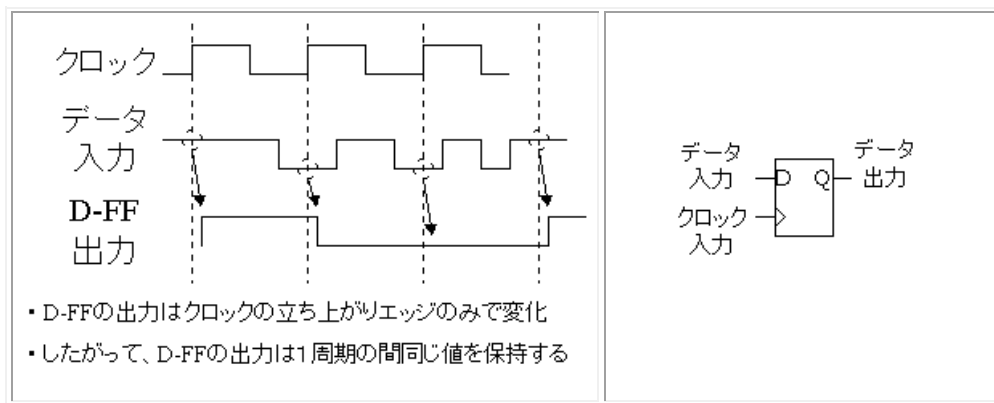 クロック
データ
入力
D-FF
出力
・D-FFの出力はクロックの立ち上がりエッジのみで変化
・したがって、D-FFの出力は1周期の間同じ値を保持する
データ
入力
D Q
データ
出力
クロック
入力